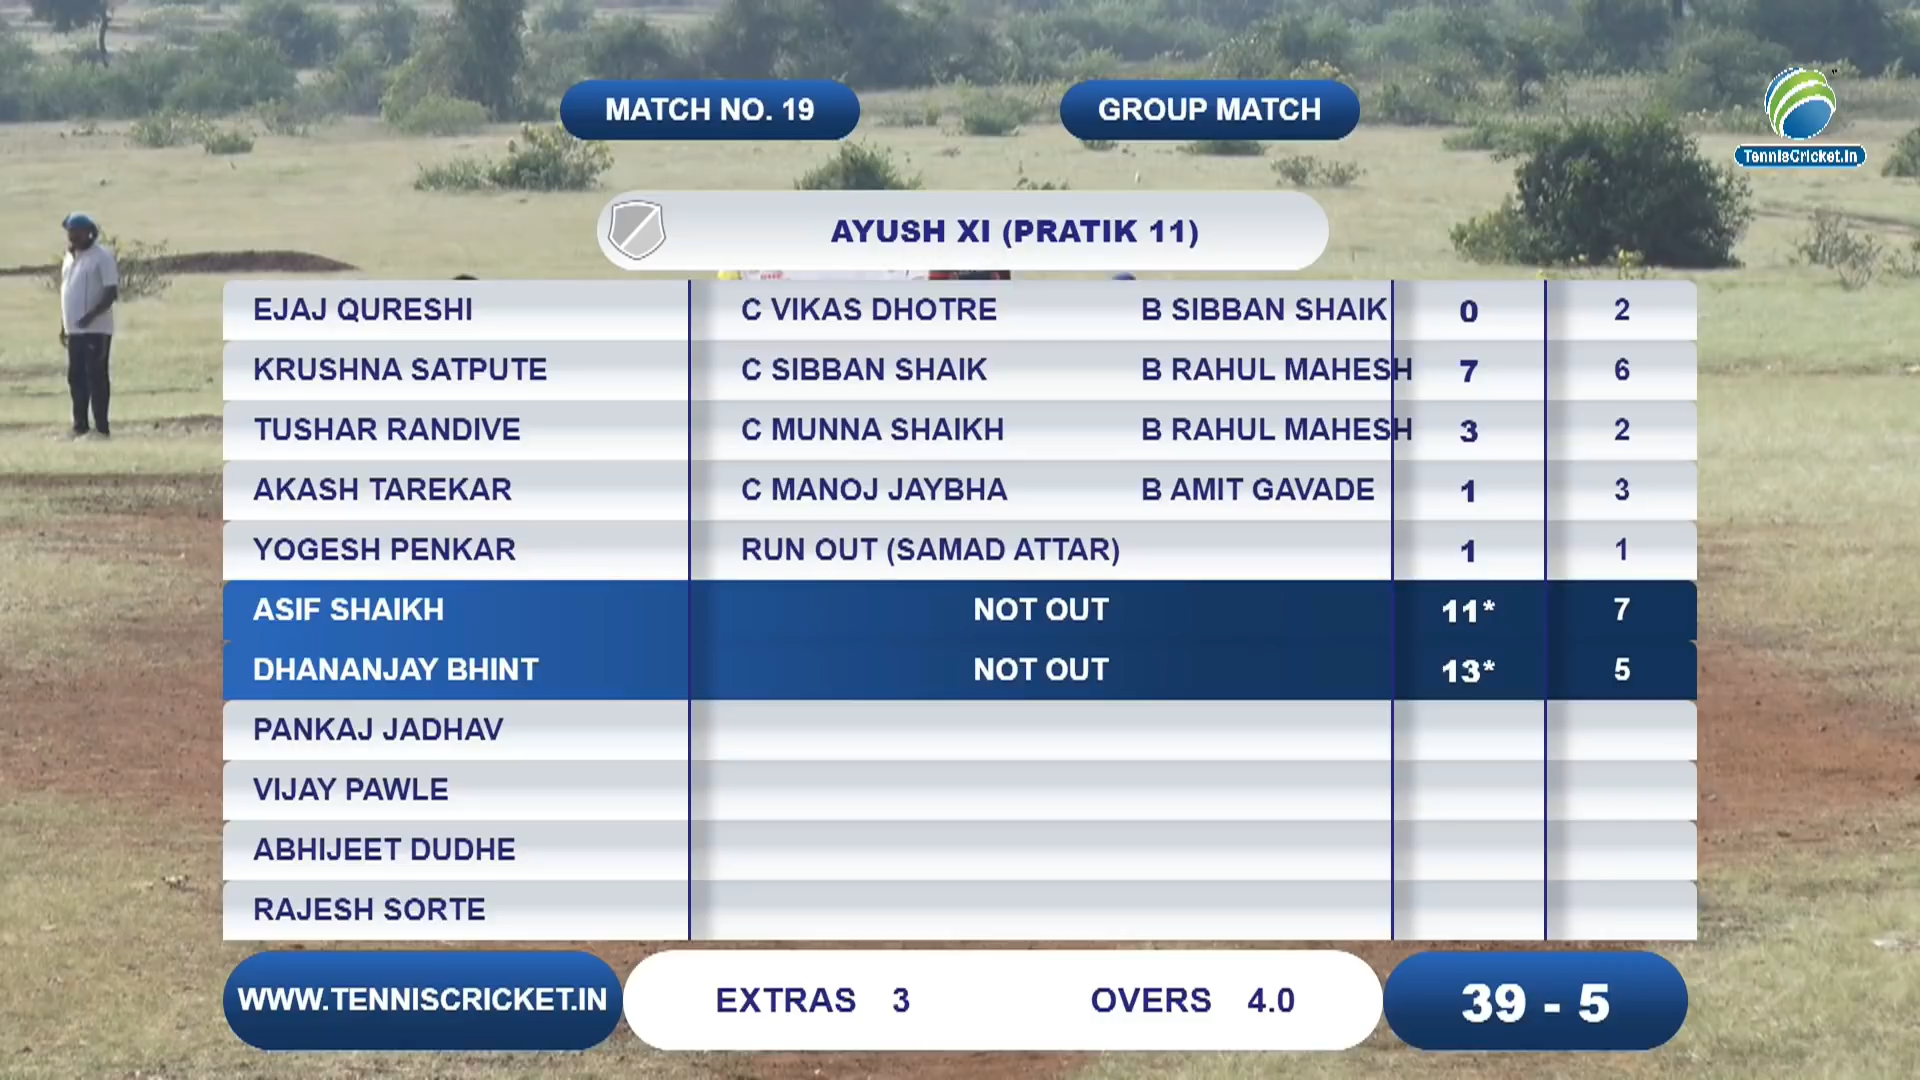 MATCH NO. 19 GROUP MATCH
TennisCricket.in
AYUSH XI (PRATIK 11)
EJAJ QURESHI C VIKAS DHOTRE B SIBBAN SHAIK 0 2
KRUSHNA SATPUTE C SIBBAN SHAIK B RAHUL MAHESH 7 6
TUSHAR RANDIVE C MUNNA SHAIKH B RAHUL MAHESH 3 2
AKASH TAREKAR C MANOJ JAYBHA B AMIT GAVADE 1 3
YOGESH PENKAR RUN OUT (SAMAD ATTAR) 1 1
ASIF SHAIKH NOT OUT 11* 7
DHANANJAY BHINT NOT OUT 13* 5
PANKAJ JADHAV
VIJAY PAWLE
ABHIJEET DUDHE
RAJESH SORTE
WWW.TENNISCRICKET.IN EXTRAS 3 OVERS 4.0 39 - 5